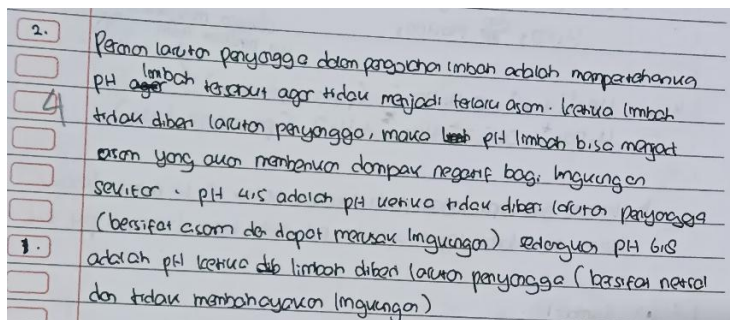 2. Peranan larutan penyangga dalam pengolahan limbah adalah mempertahankan
pH limbah tersebut agar tidak menjadi terlalu asam. Ketika limbah
4 tidak diberi larutan penyangga, maka pH limbah bisa menjadi
asam yang akan memberikan dampak negatif bagi lingkungan
sekitar. pH 4,5 adalah pH ketika tidak diberi larutan penyangga
(bersifat asam dan dapat merusak lingkungan) sedangkan pH 6,8
1. adalah pH ketika limbah diberi larutan penyangga (bersifat netral
dan tidak membahayakan lingkungan)